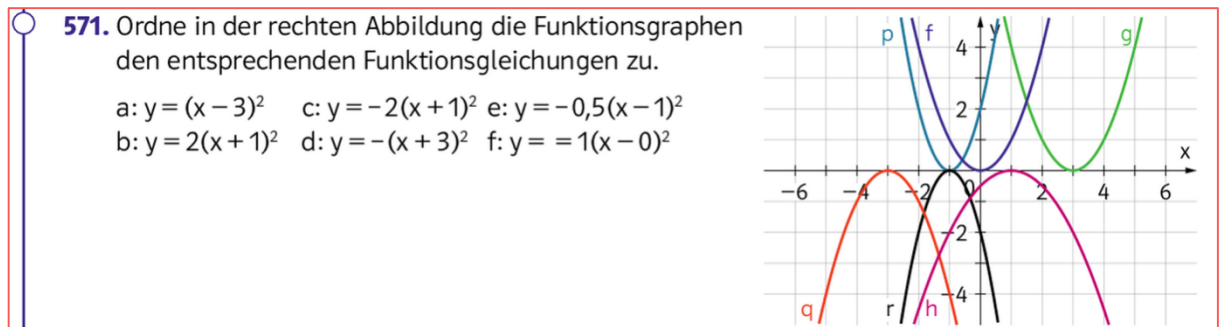 571. Ordne in der rechten Abbildung die Funktionsgraphen
den entsprechenden Funktionsgleichungen zu.
a: y = (x – 3)² c: y = –2(x + 1)² e: y = –0,5(x – 1)²
b: y = 2(x + 1)² d: y = –(x + 3)² f: y = = 1(x – 0)²
p f y g
4
2
x
–6 –4 –2 0 2 4 6
–2
–4
q r h